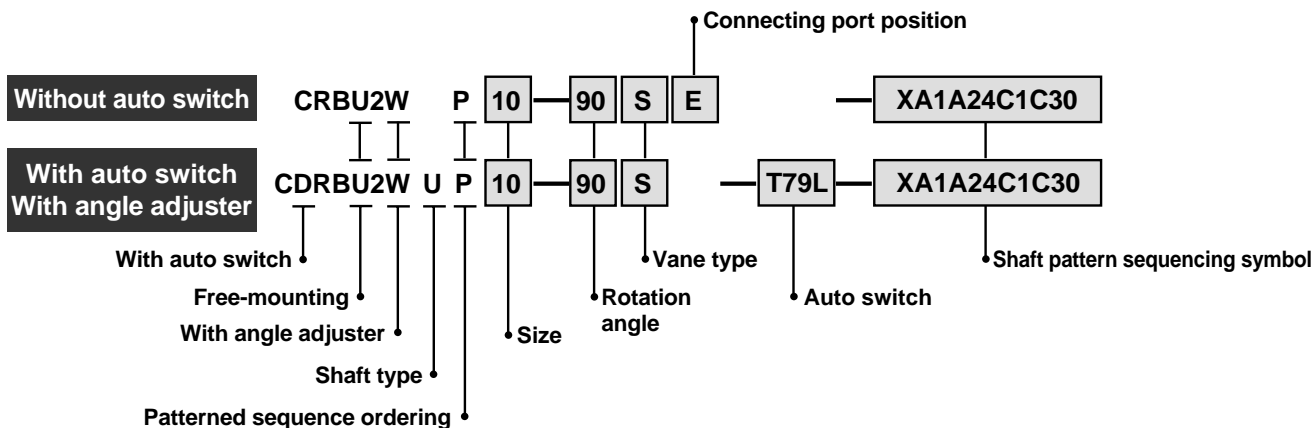 Connecting port position
Without auto switch CRBU2W P 10 — 90 S E — XA1A24C1C30
With auto switch
With angle adjuster
CDRBU2W U P 10 — 90 S — T79L — XA1A24C1C30
With auto switch
Vane type
Shaft pattern sequencing symbol
Free-mounting
Rotation
angle
Auto switch
With angle adjuster
Size
Shaft type
Patterned sequence ordering